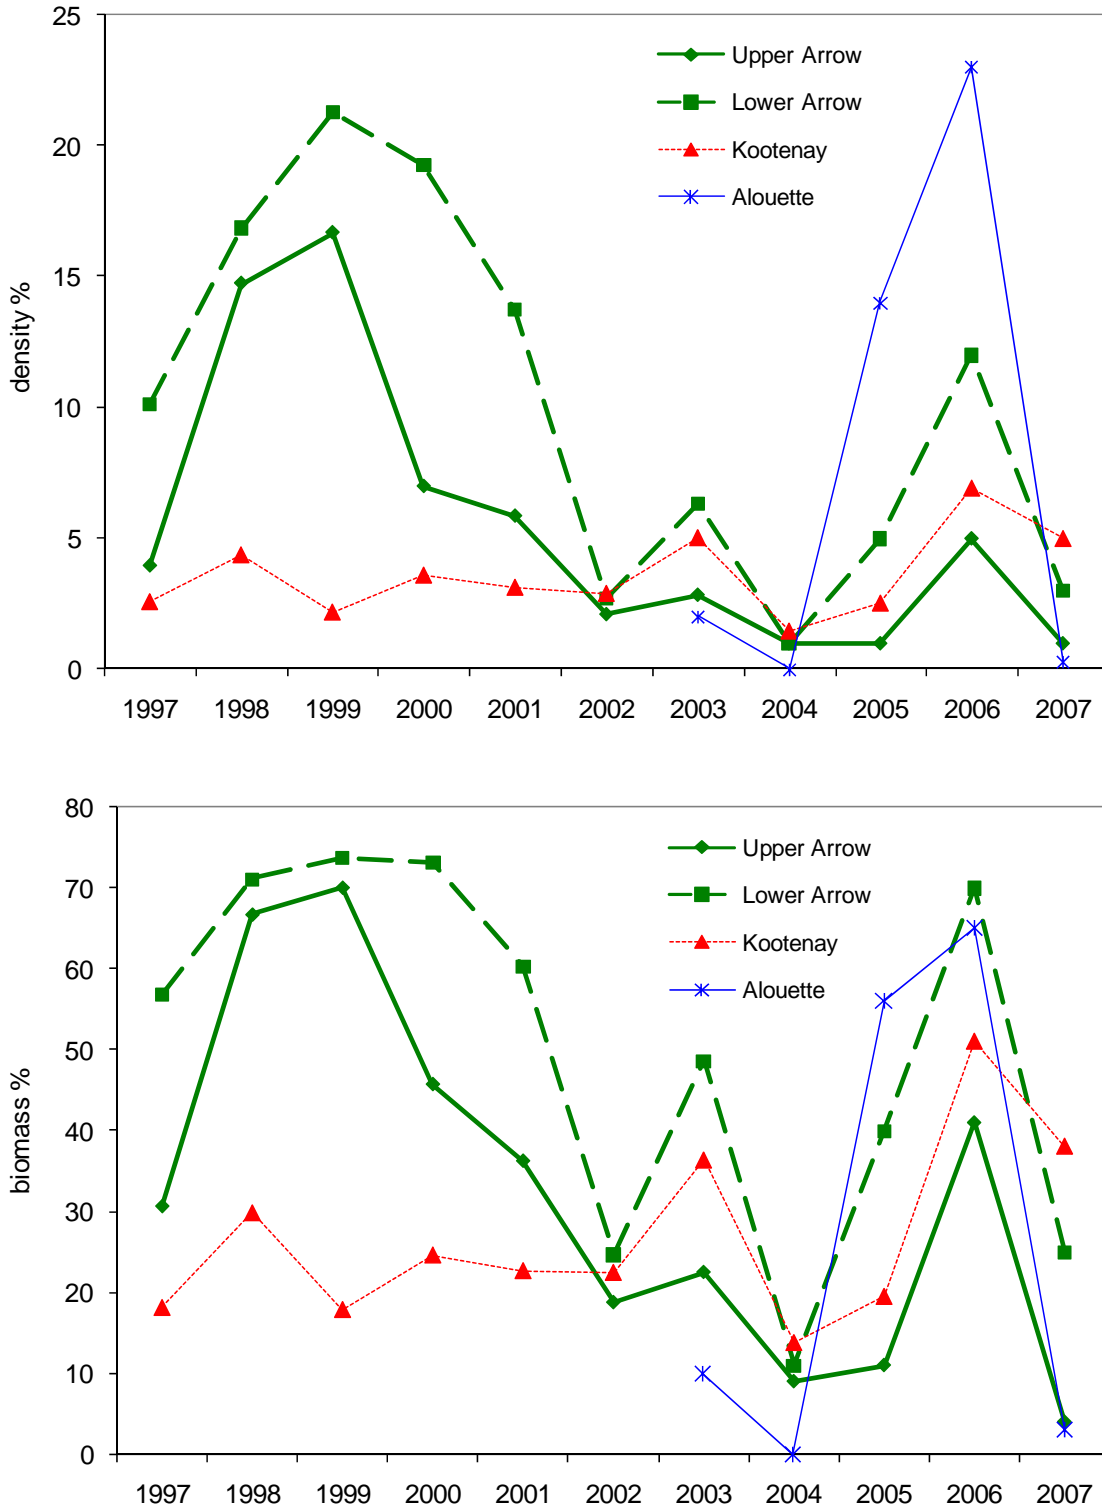 25
20
15
10
5
0
density %
Upper Arrow
Lower Arrow
Kootenay
Alouette
1997 1998 1999 2000 2001 2002 2003 2004 2005 2006 2007
80
70
60
50
40
30
20
10
0
biomass %
Upper Arrow
Lower Arrow
Kootenay
Alouette
1997 1998 1999 2000 2001 2002 2003 2004 2005 2006 2007